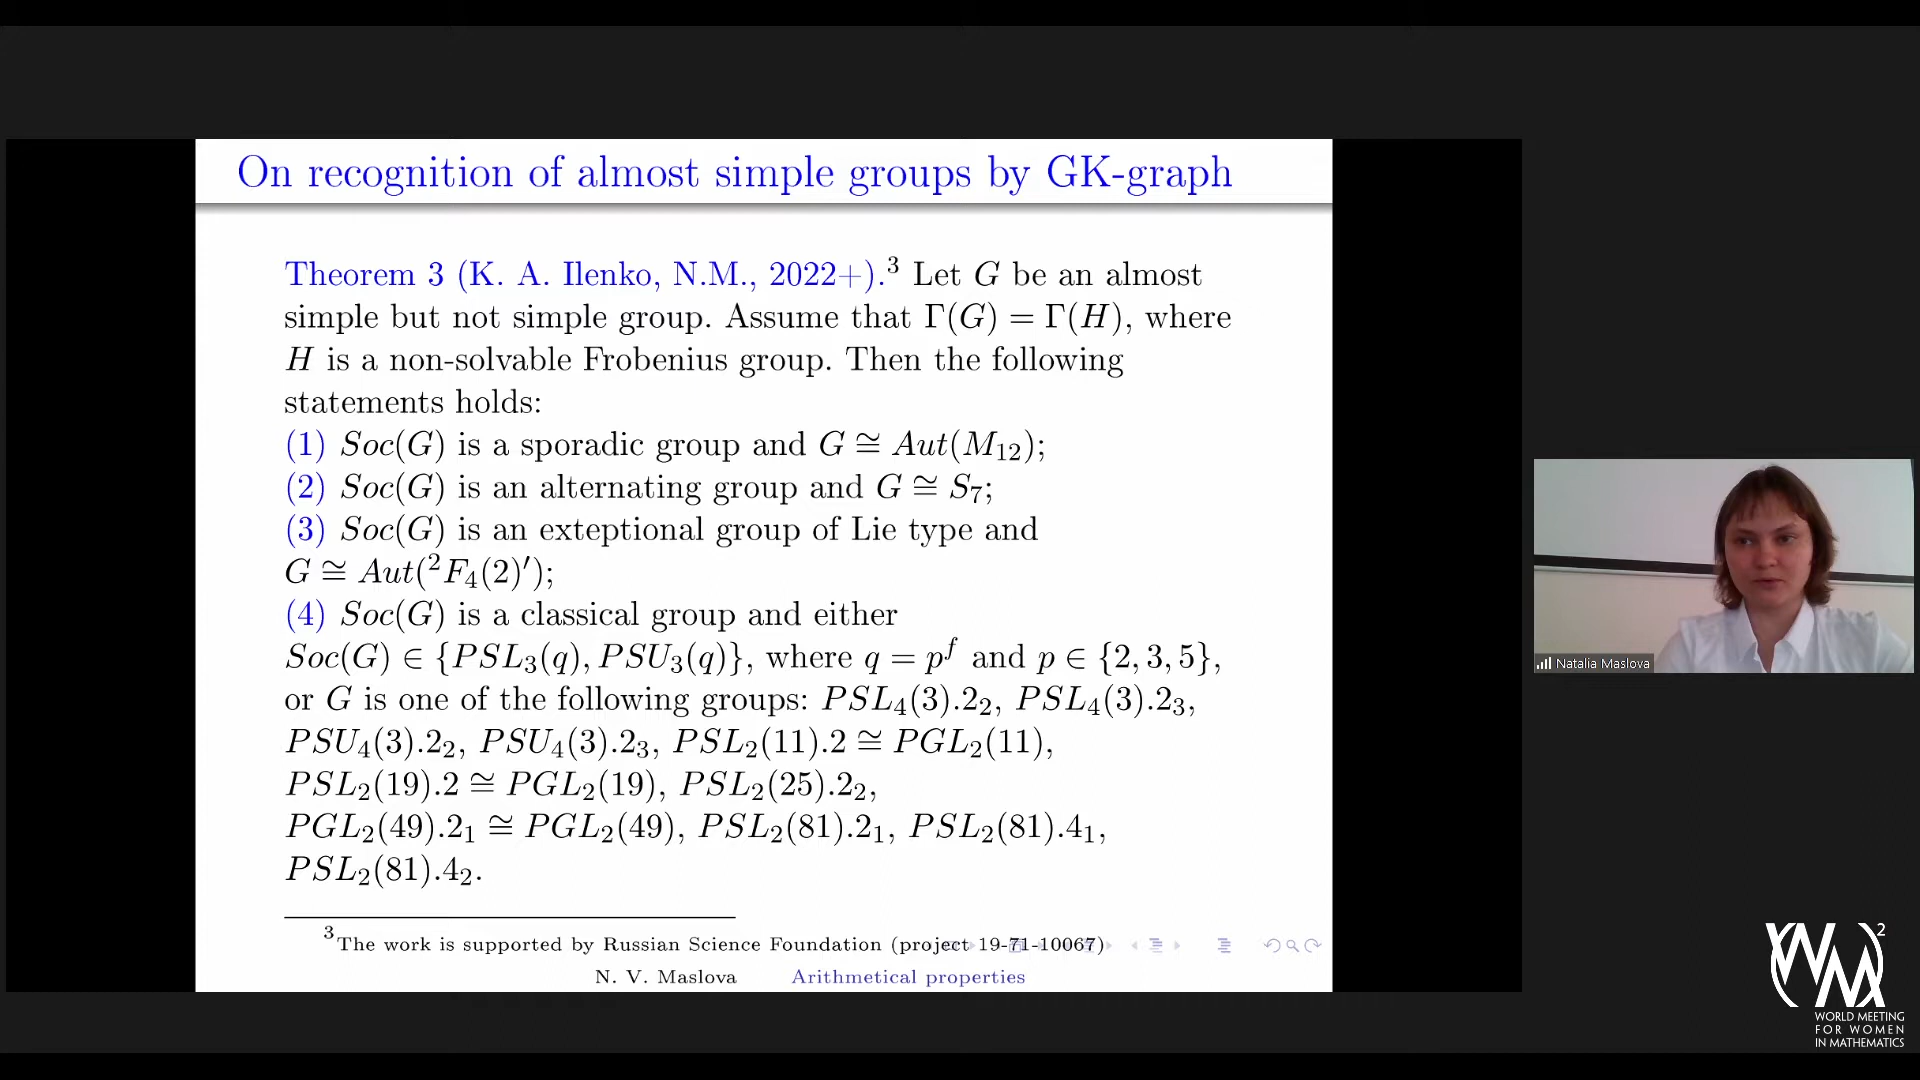 On recognition of almost simple groups by GK-graph
Theorem 3 (K. A. Ilenko, N.M., 2022+).³ Let G be an almost
simple but not simple group. Assume that Γ(G) = Γ(H), where
H is a non-solvable Frobenius group. Then the following
statements holds:
(1) Soc(G) is a sporadic group and G ≅ Aut(M₁₂);
(2) Soc(G) is an alternating group and G ≅ S₇;
(3) Soc(G) is an exteptional group of Lie type and
G ≅ Aut(²F₄(2)′);
(4) Soc(G) is a classical group and either
Soc(G) ∈ {PSL₃(q), PSU₃(q)}, where q = pᶠ and p ∈ {2, 3, 5},
or G is one of the following groups: PSL₄(3).2₂, PSL₄(3).2₃,
PSU₄(3).2₂, PSU₄(3).2₃, PSL₂(11).2 ≅ PGL₂(11),
PSL₂(19).2 ≅ PGL₂(19), PSL₂(25).2₂,
PGL₂(49).2₁ ≅ PGL₂(49), PSL₂(81).2₁, PSL₂(81).4₁,
PSL₂(81).4₂.
³The work is supported by Russian Science Foundation (project 19-71-10067)
N. V. Maslova Arithmetical properties
Natalia Maslova
WM²
WORLD MEETING
FOR WOMEN
IN MATHEMATICS